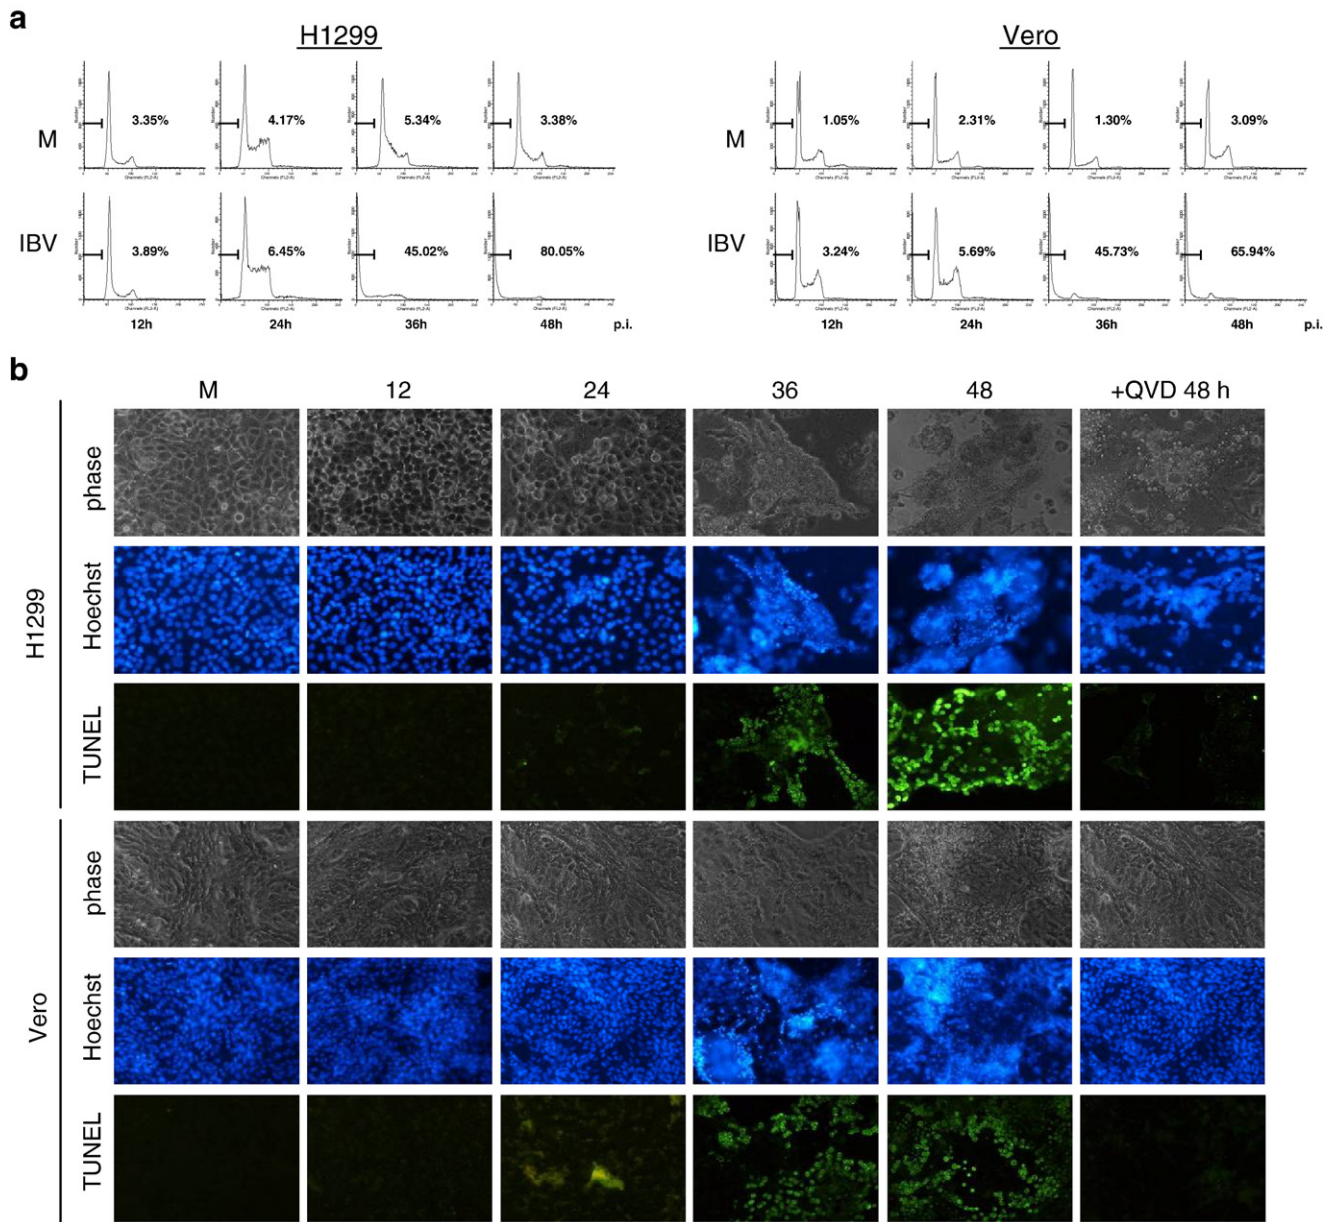 a
H1299 Vero
M 3.35% 4.17% 5.34% 3.38% 1.05% 2.31% 1.30% 3.09%
IBV 3.89% 6.45% 45.02% 80.05% IBV 3.24% 5.69% 45.73% 65.94%
12h 24h 36h 48h p.i. 12h 24h 36h 48h p.i.
b
M 12 24 36 48 +QVD 48 h
H1299
phase
Hoechst
TUNEL
Vero
phase
Hoechst
TUNEL